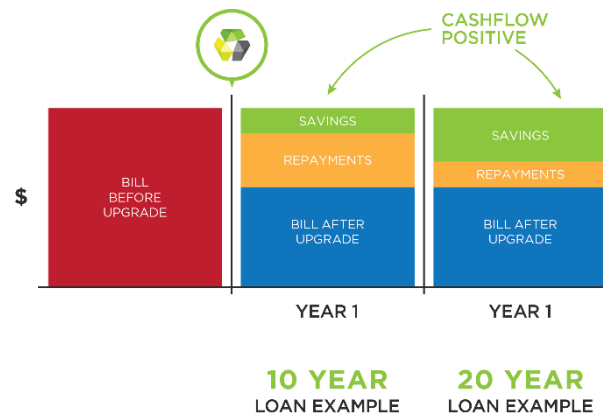 CASHFLOW
POSITIVE
$
BILL
BEFORE
UPGRADE
SAVINGS
REPAYMENTS
BILL AFTER
UPGRADE
SAVINGS
REPAYMENTS
BILL AFTER
UPGRADE
YEAR 1
YEAR 1
10 YEAR
LOAN EXAMPLE
20 YEAR
LOAN EXAMPLE